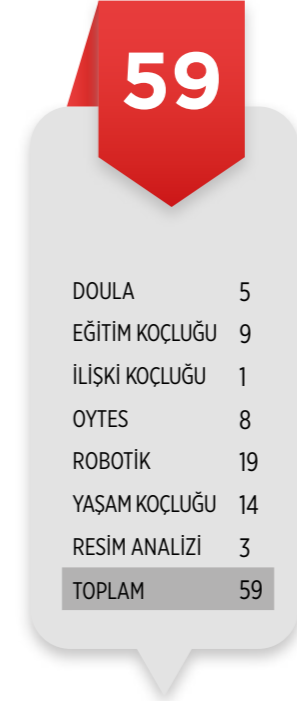 59
DOULA 5
EĞİTİM KOÇLUĞU 9
İLİŞKİ KOÇLUĞU 1
OYTES 8
ROBOTİK 19
YAŞAM KOÇLUĞU 14
RESİM ANALİZİ 3
TOPLAM 59